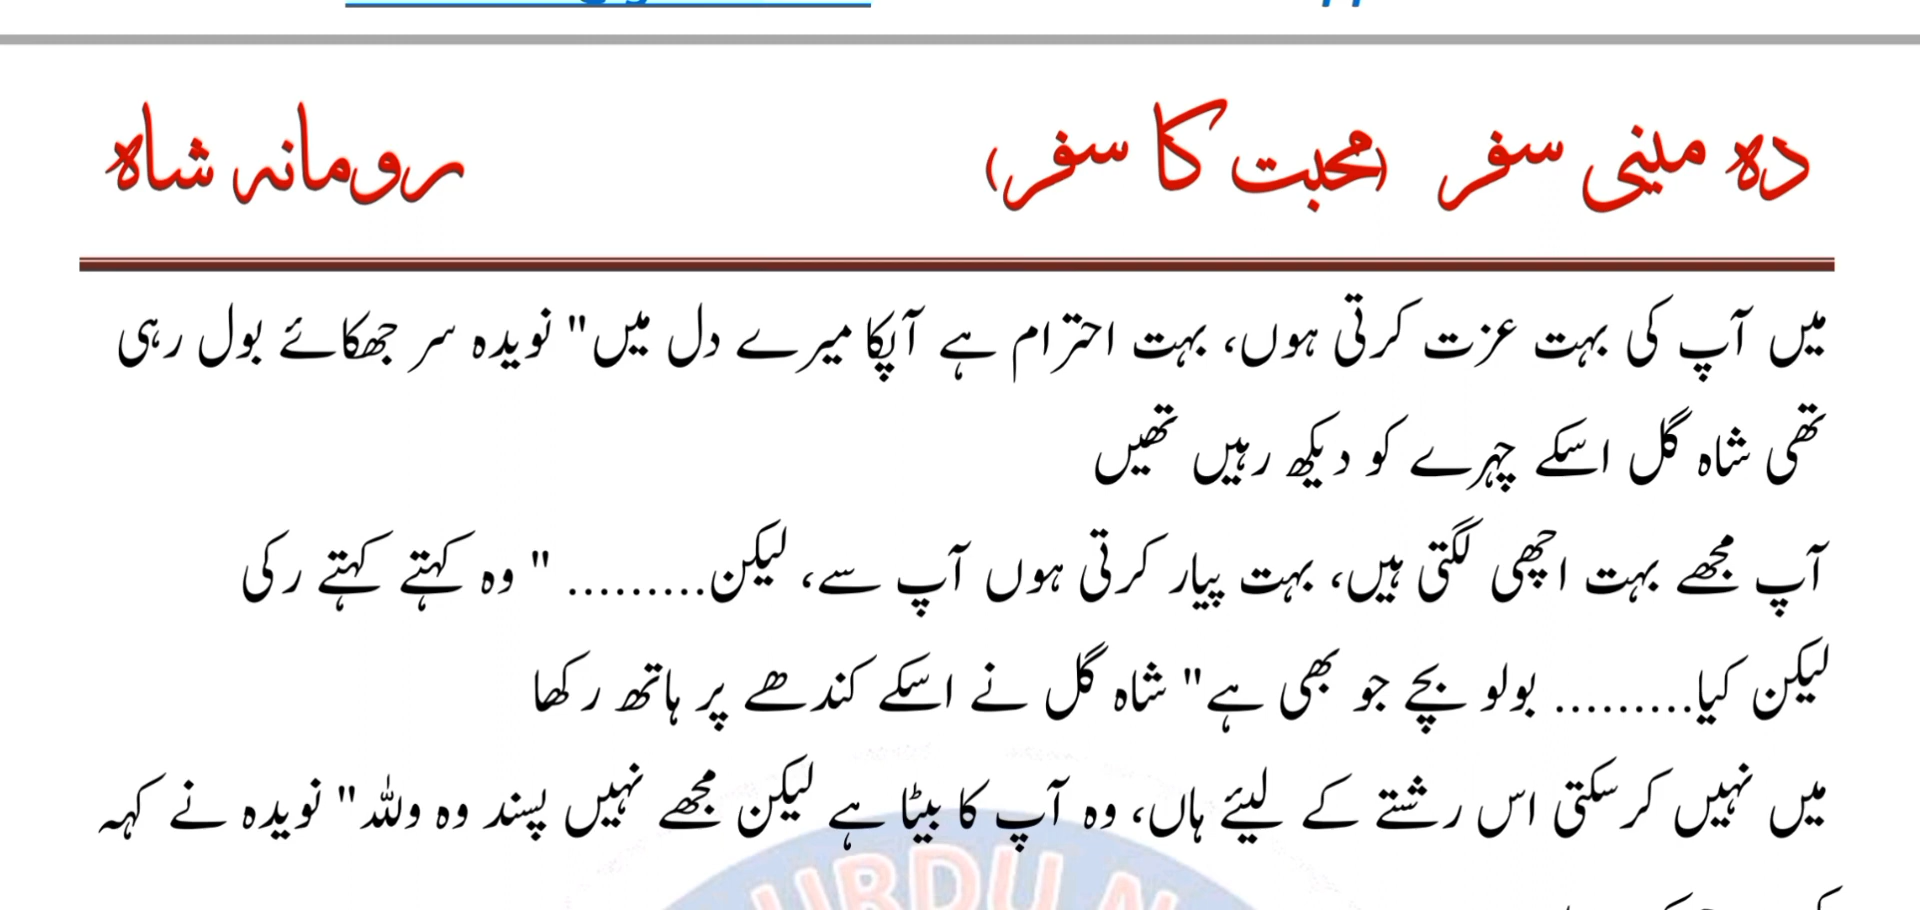 ده مینی سفر (محبت کا سفر) رومانہ شاہ
میں آپ کی بہت عزت کرتی ہوں، بہت احترام ہے آپکا میرے دل میں" نویدہ سر جھکائے بول رہی
تھی شاہ گل اسکے چہرے کو دیکھ رہیں تھیں
آپ مجھے بہت اچھی لگتی ہیں، بہت پیار کرتی ہوں آپ سے، لیکن......... " وہ کہتے کہتے رکی
لیکن کیا......... بولو بچے جو بھی ہے" شاہ گل نے اسکے کندھے پر ہاتھ رکھا
میں نہیں کرسکتی اس رشتے کے لیئے ہاں، وہ آپ کا بیٹا ہے لیکن مجھے نہیں پسند وہ وللہ" نویدہ نے کہہ
URDU